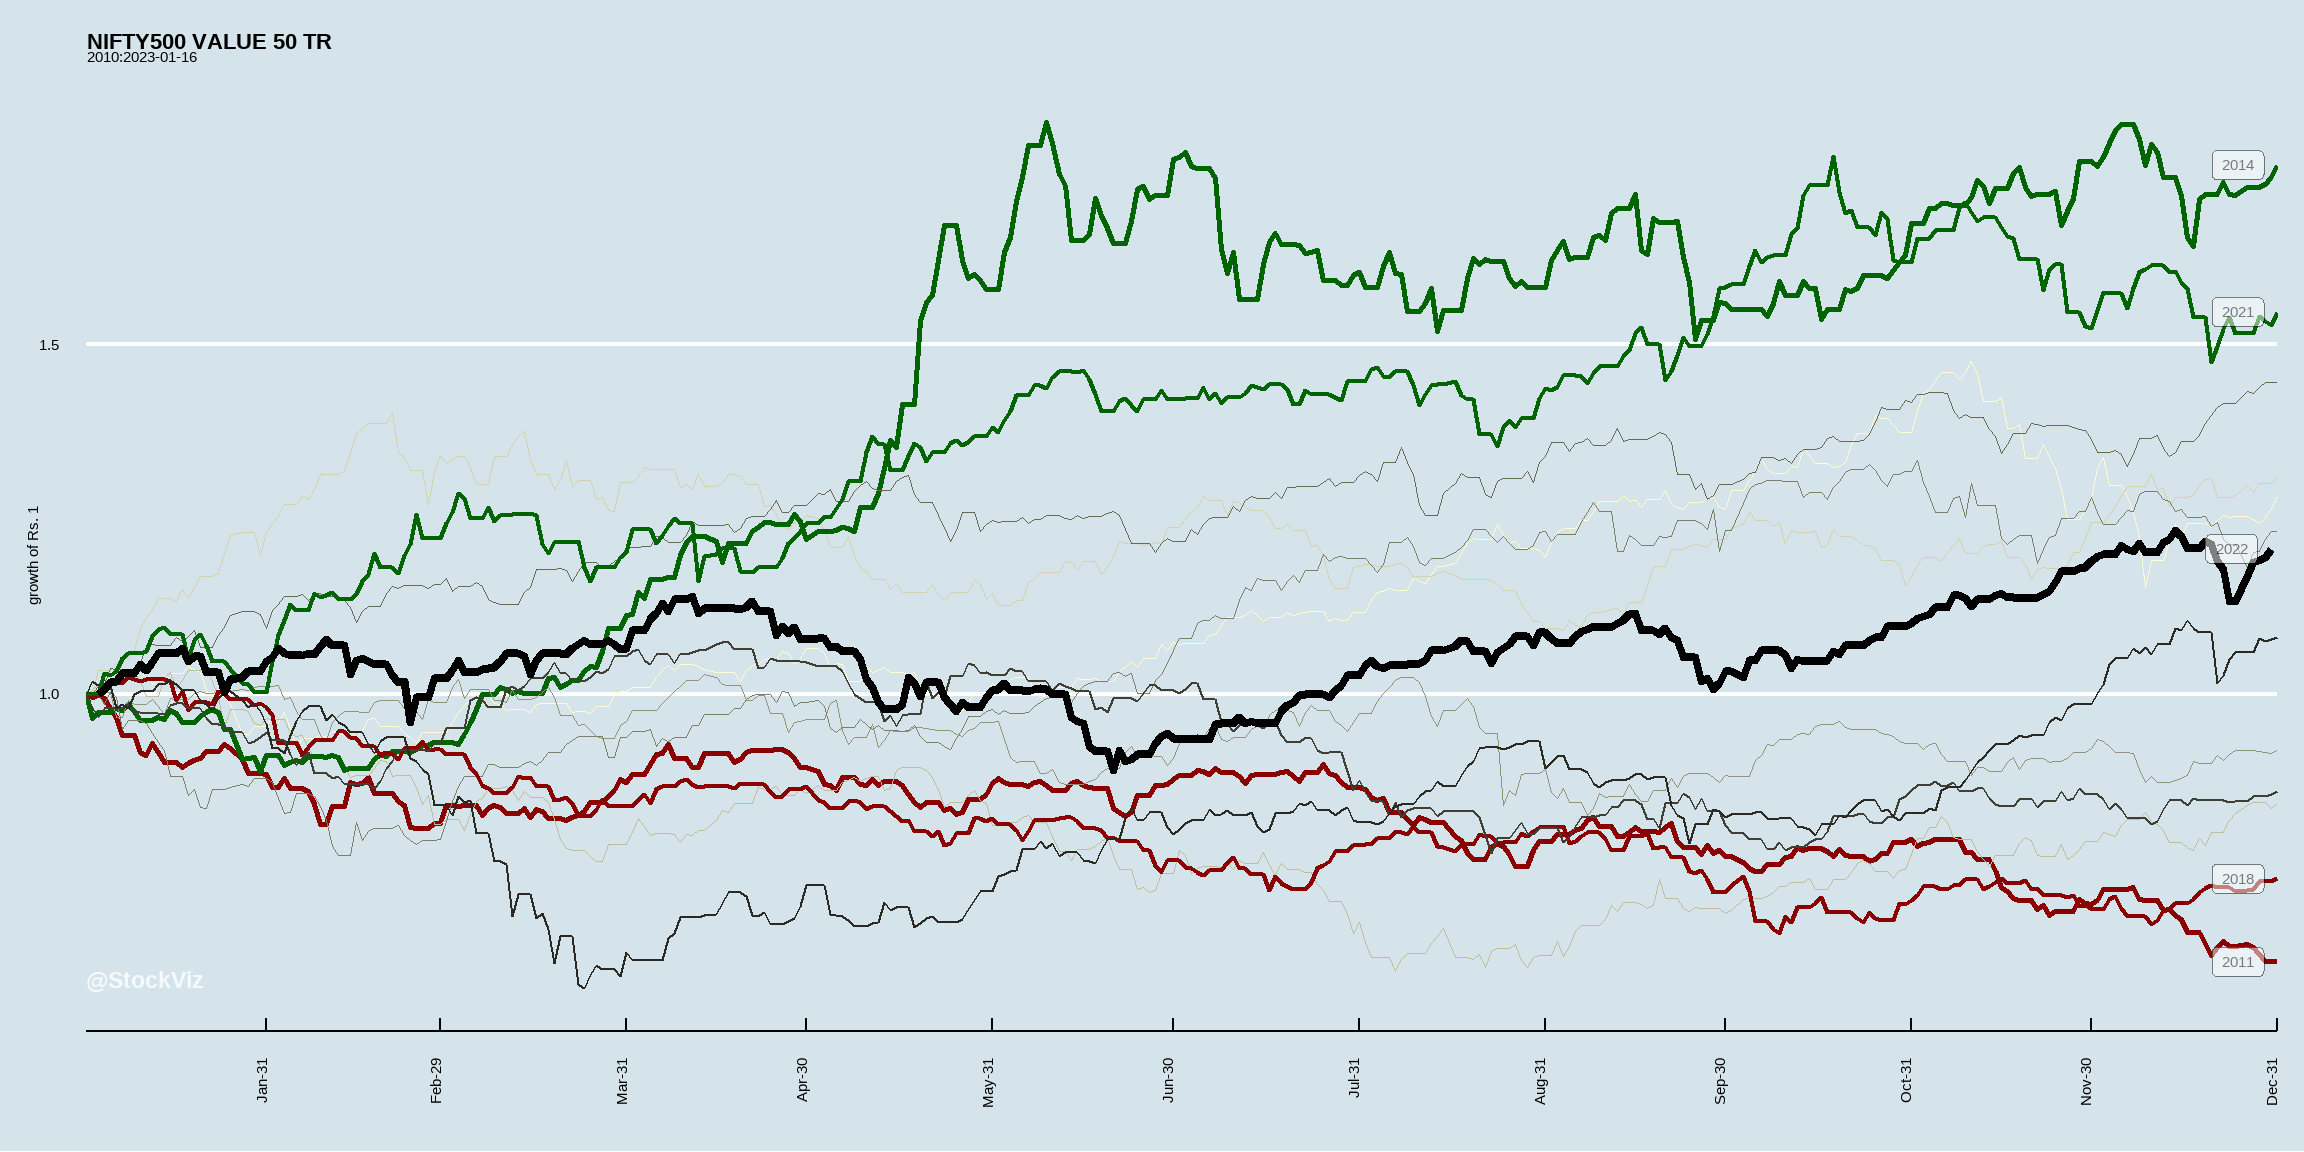 NIFTY500 VALUE 50 TR
2010:2023-01-16
2014
2021
1.5
2022
growth of Rs. 1
1.0
2018
2011
@StockViz
Jan-31
Feb-29
Mar-31
Apr-30
May-31
Jun-30
Jul-31
Aug-31
Sep-30
Oct-31
Nov-30
Dec-31